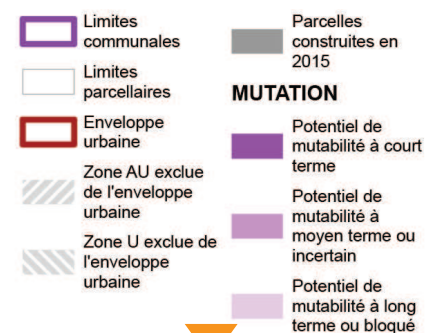 Limites
communales
Limites
parcellaires
Enveloppe
urbaine
Zone AU exclue
de l'enveloppe
urbaine
Zone U exclue de
l'enveloppe
urbaine
Parcelles
construites en
2015
MUTATION
Potentiel de
mutabilité à court
terme
Potentiel de
mutabilité à
moyen terme ou
incertain
Potentiel de
mutabilité à long
terme ou bloqué